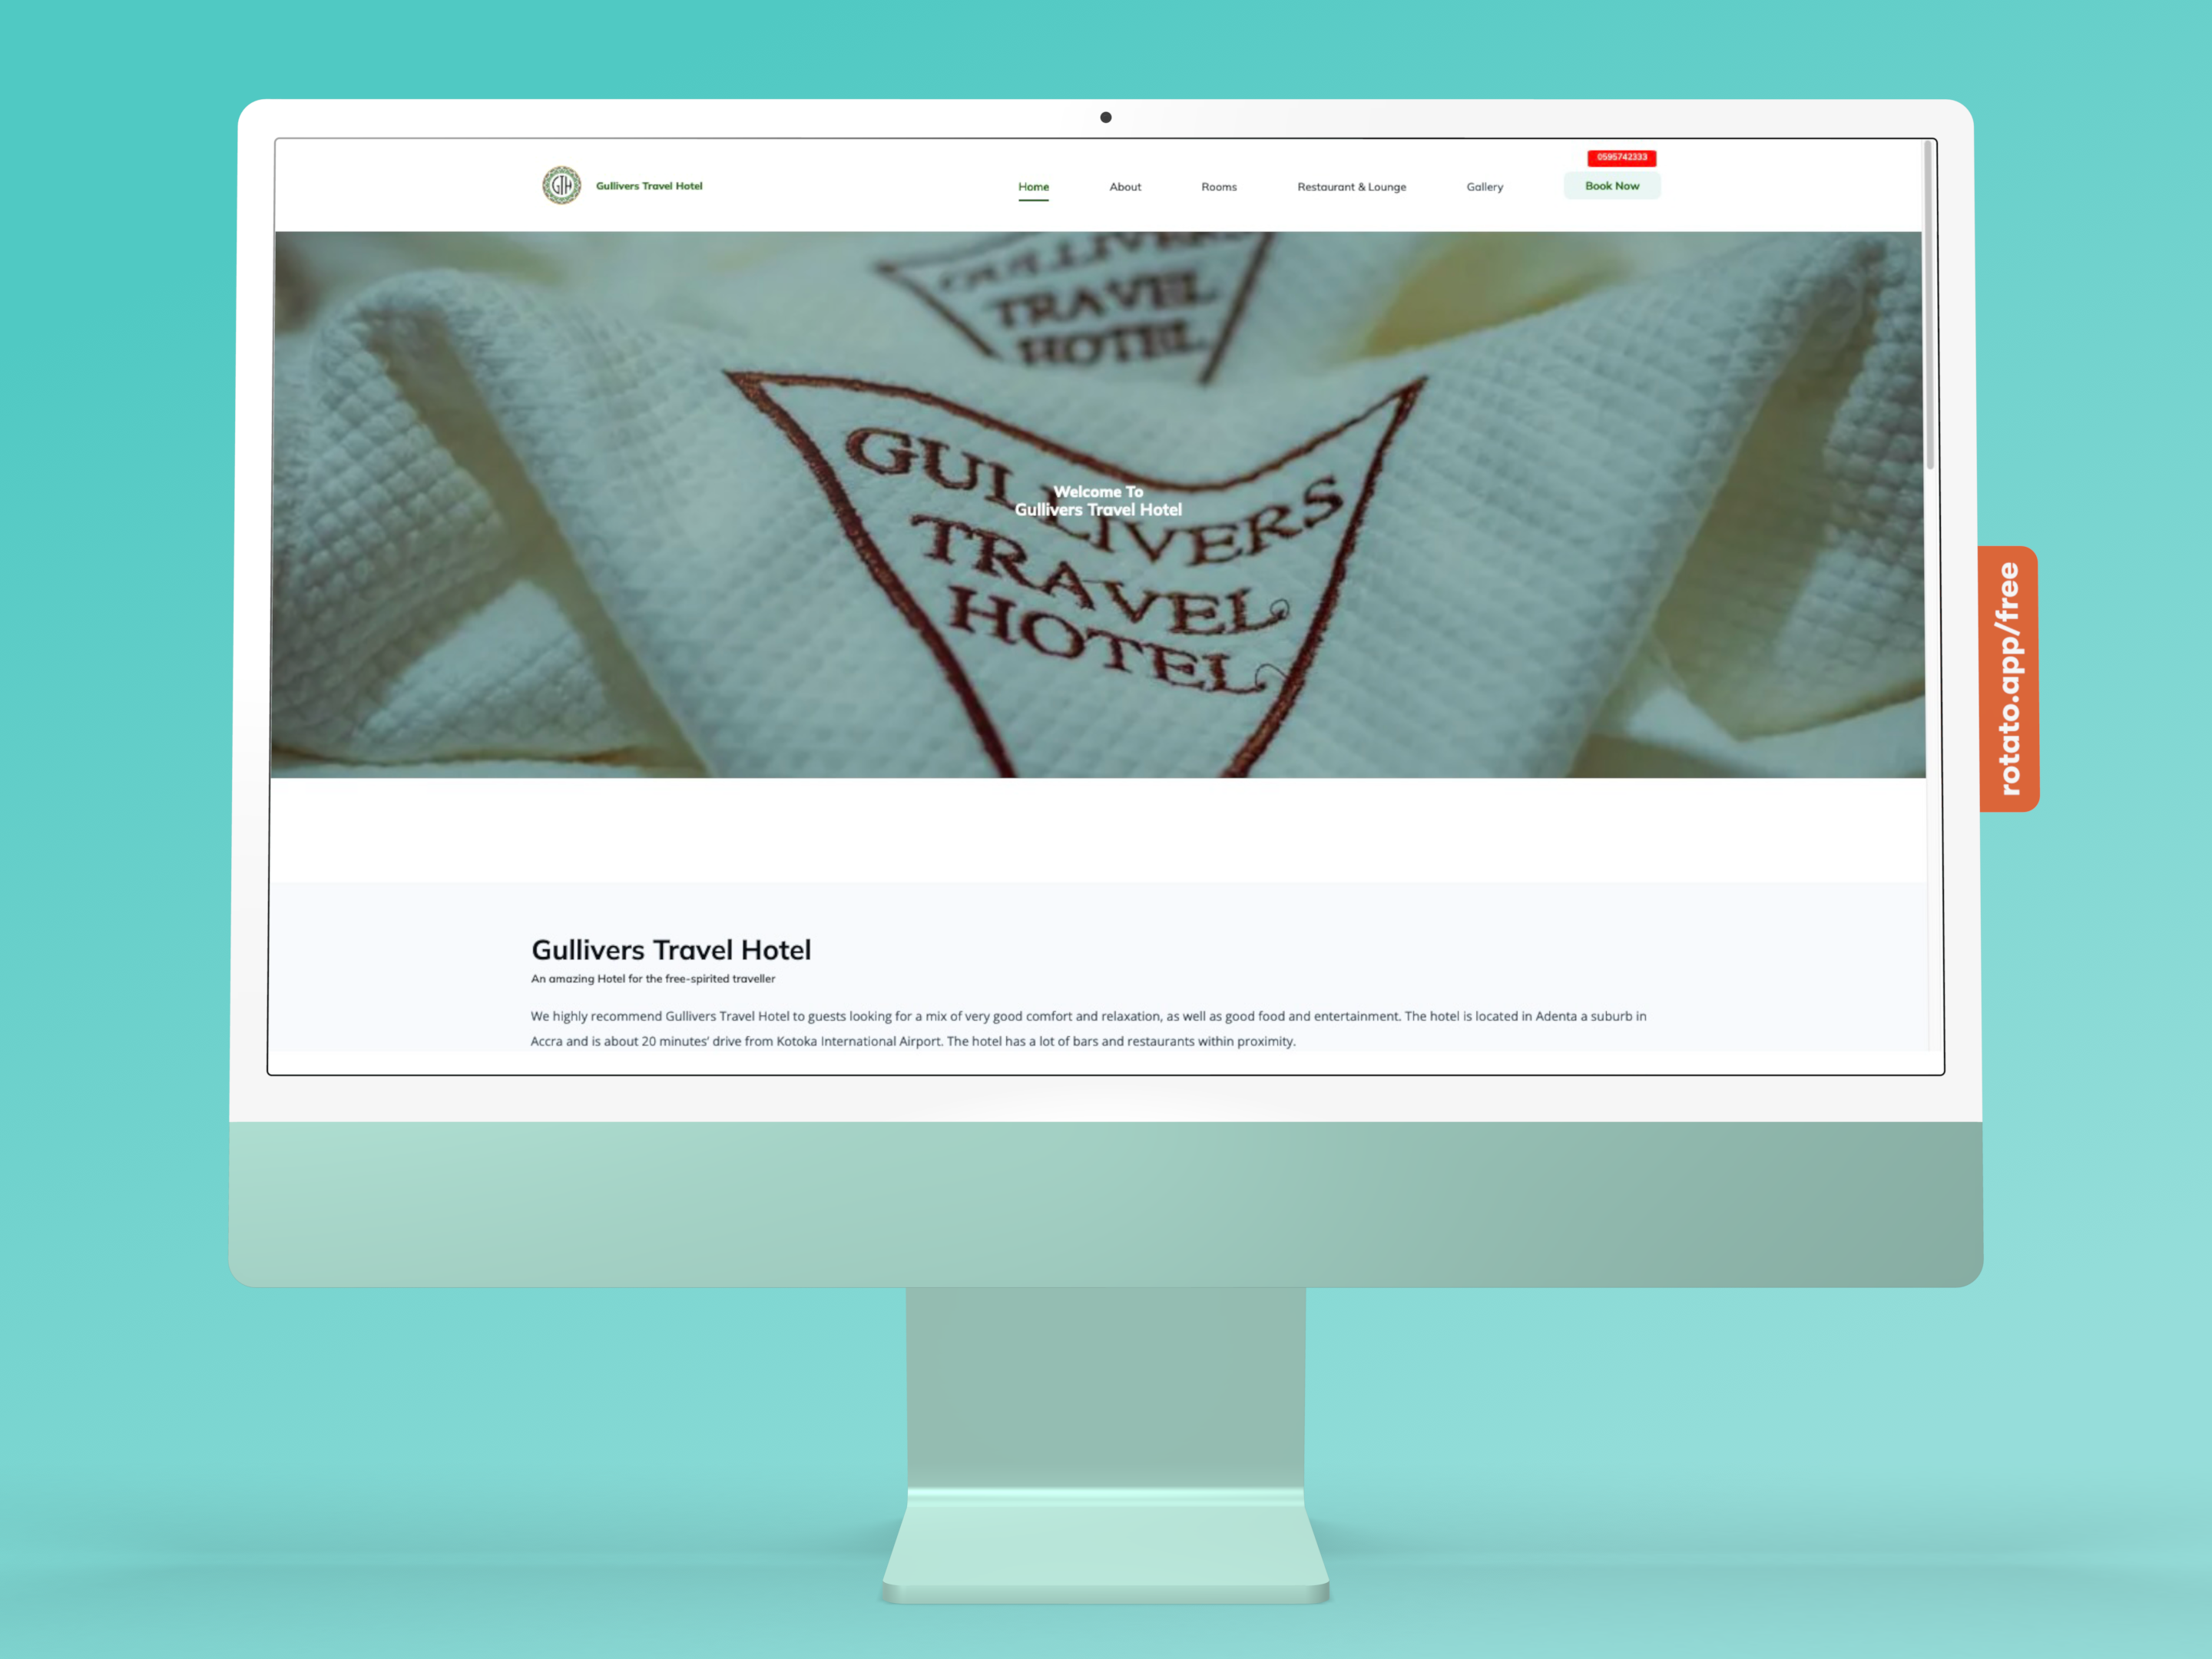 0595742333
GTH
Gullivers Travel Hotel
Home
About
Rooms
Restaurant & Lounge
Gallery
Book Now
TRAVEL
HOTEL
GULLIVERS
TRAVEL
HOTEL
Welcome To
Gullivers Travel Hotel
rotato.app/free
Gullivers Travel Hotel
An amazing Hotel for the free-spirited traveller
We highly recommend Gullivers Travel Hotel to guests looking for a mix of very good comfort and relaxation, as well as good food and entertainment. The hotel is located in Adenta a suburb in
Accra and is about 20 minutes’ drive from Kotoka International Airport. The hotel has a lot of bars and restaurants within proximity.